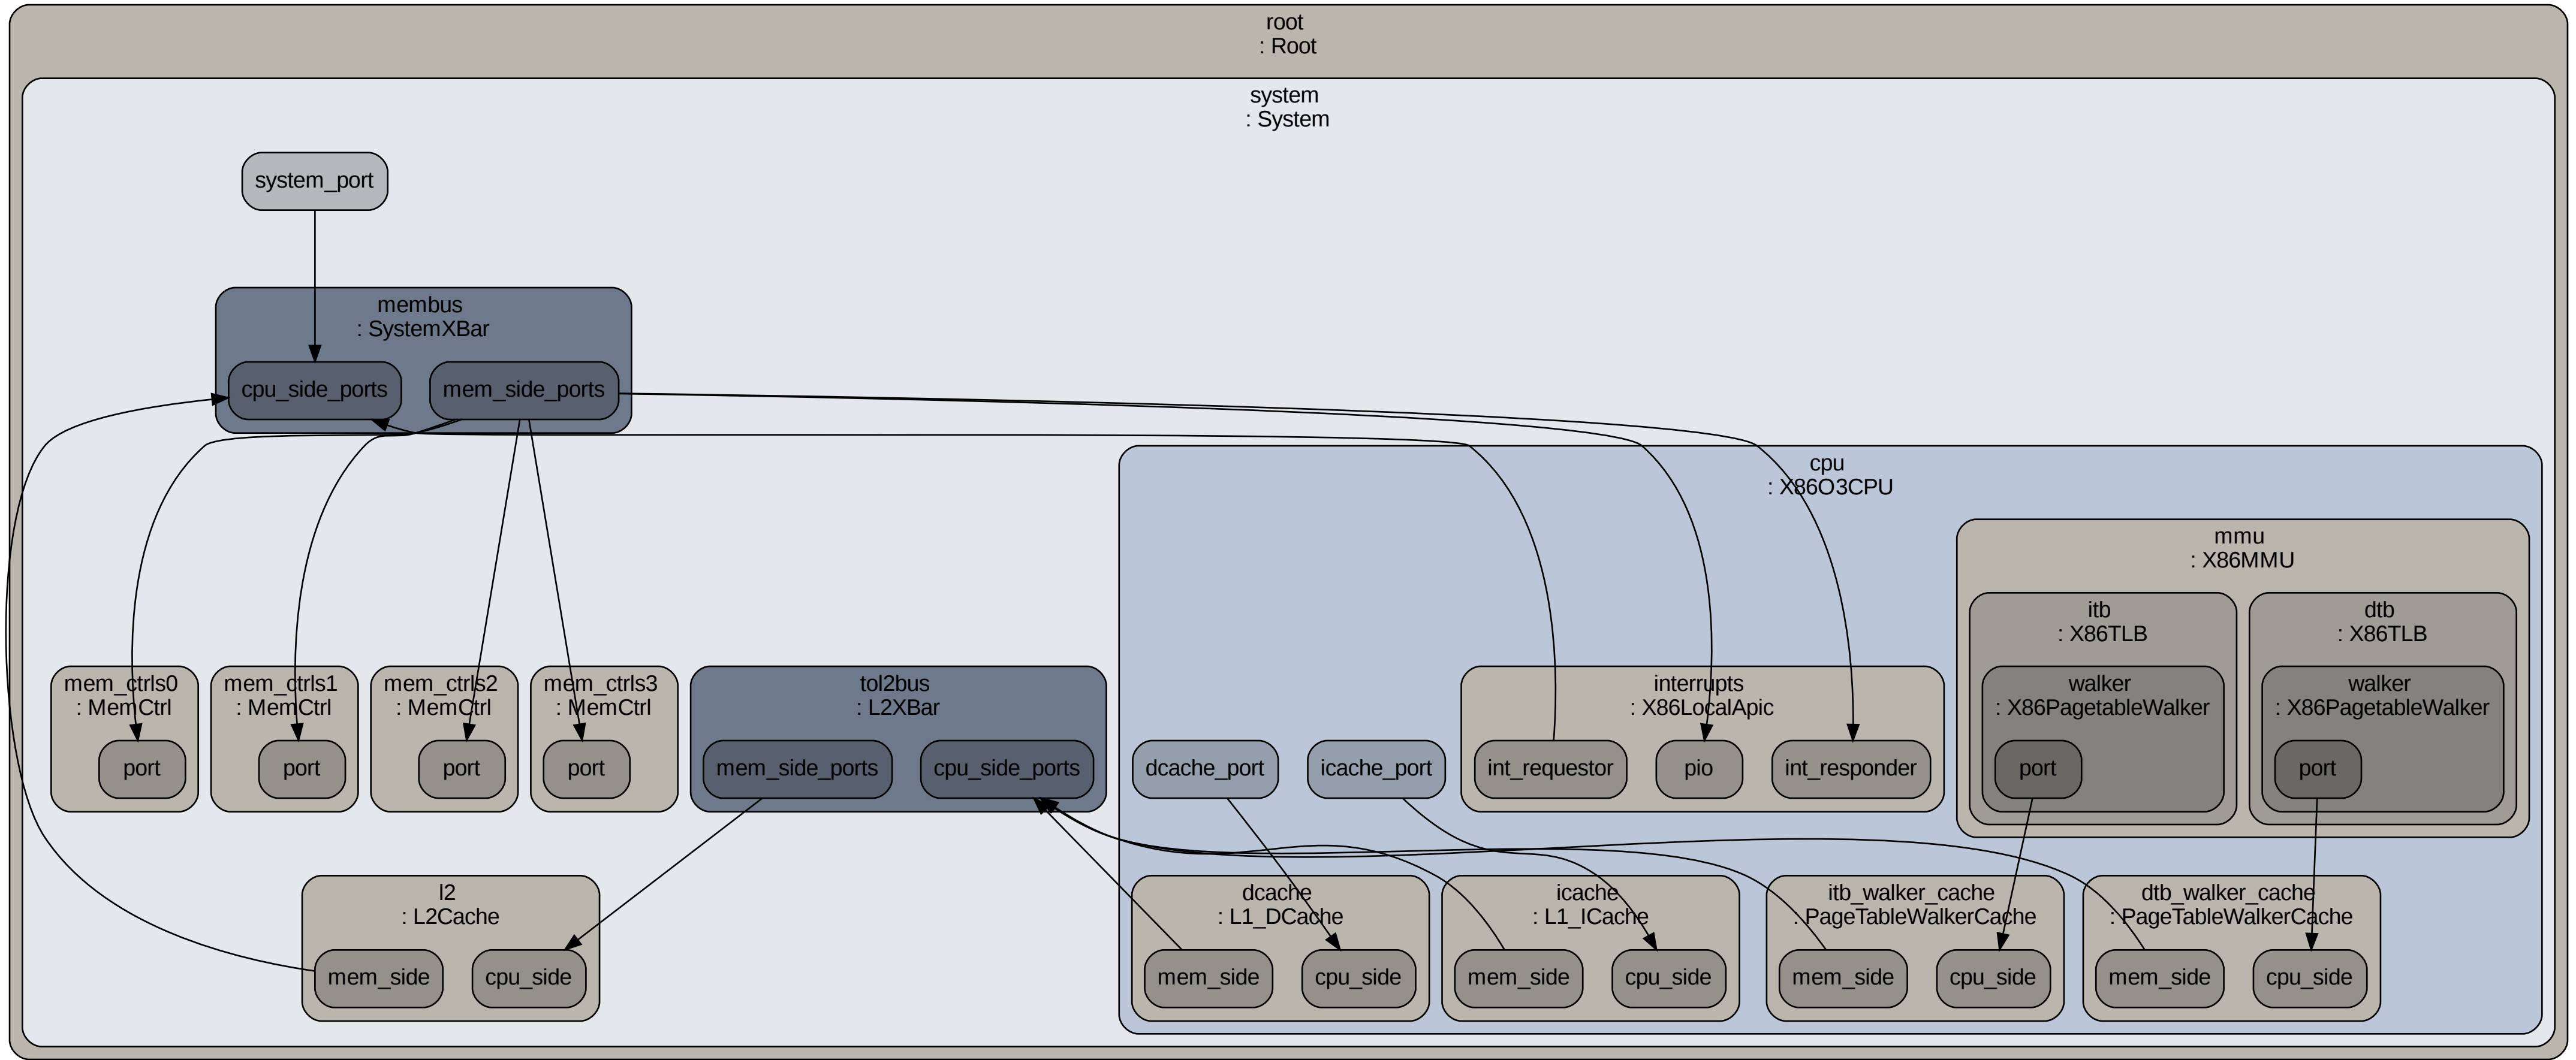 root
: Root
system
: System
system_port
membus
: SystemXBar
cpu_side_ports
mem_side_ports
cpu
: X86O3CPU
mmu
: X86MMU
itb
: X86TLB
dtb
: X86TLB
mem_ctrls0
: MemCtrl
port
mem_ctrls1
: MemCtrl
port
mem_ctrls2
: MemCtrl
port
mem_ctrls3
: MemCtrl
port
tol2bus
: L2XBar
mem_side_ports
cpu_side_ports
dcache_port
icache_port
interrupts
: X86LocalApic
int_requestor
pio
int_responder
walker
: X86PagetableWalker
port
walker
: X86PagetableWalker
port
l2
: L2Cache
mem_side
cpu_side
dcache
: L1_DCache
mem_side
cpu_side
icache
: L1_ICache
mem_side
cpu_side
itb_walker_cache
: PageTableWalkerCache
mem_side
cpu_side
dtb_walker_cache
: PageTableWalkerCache
mem_side
cpu_side